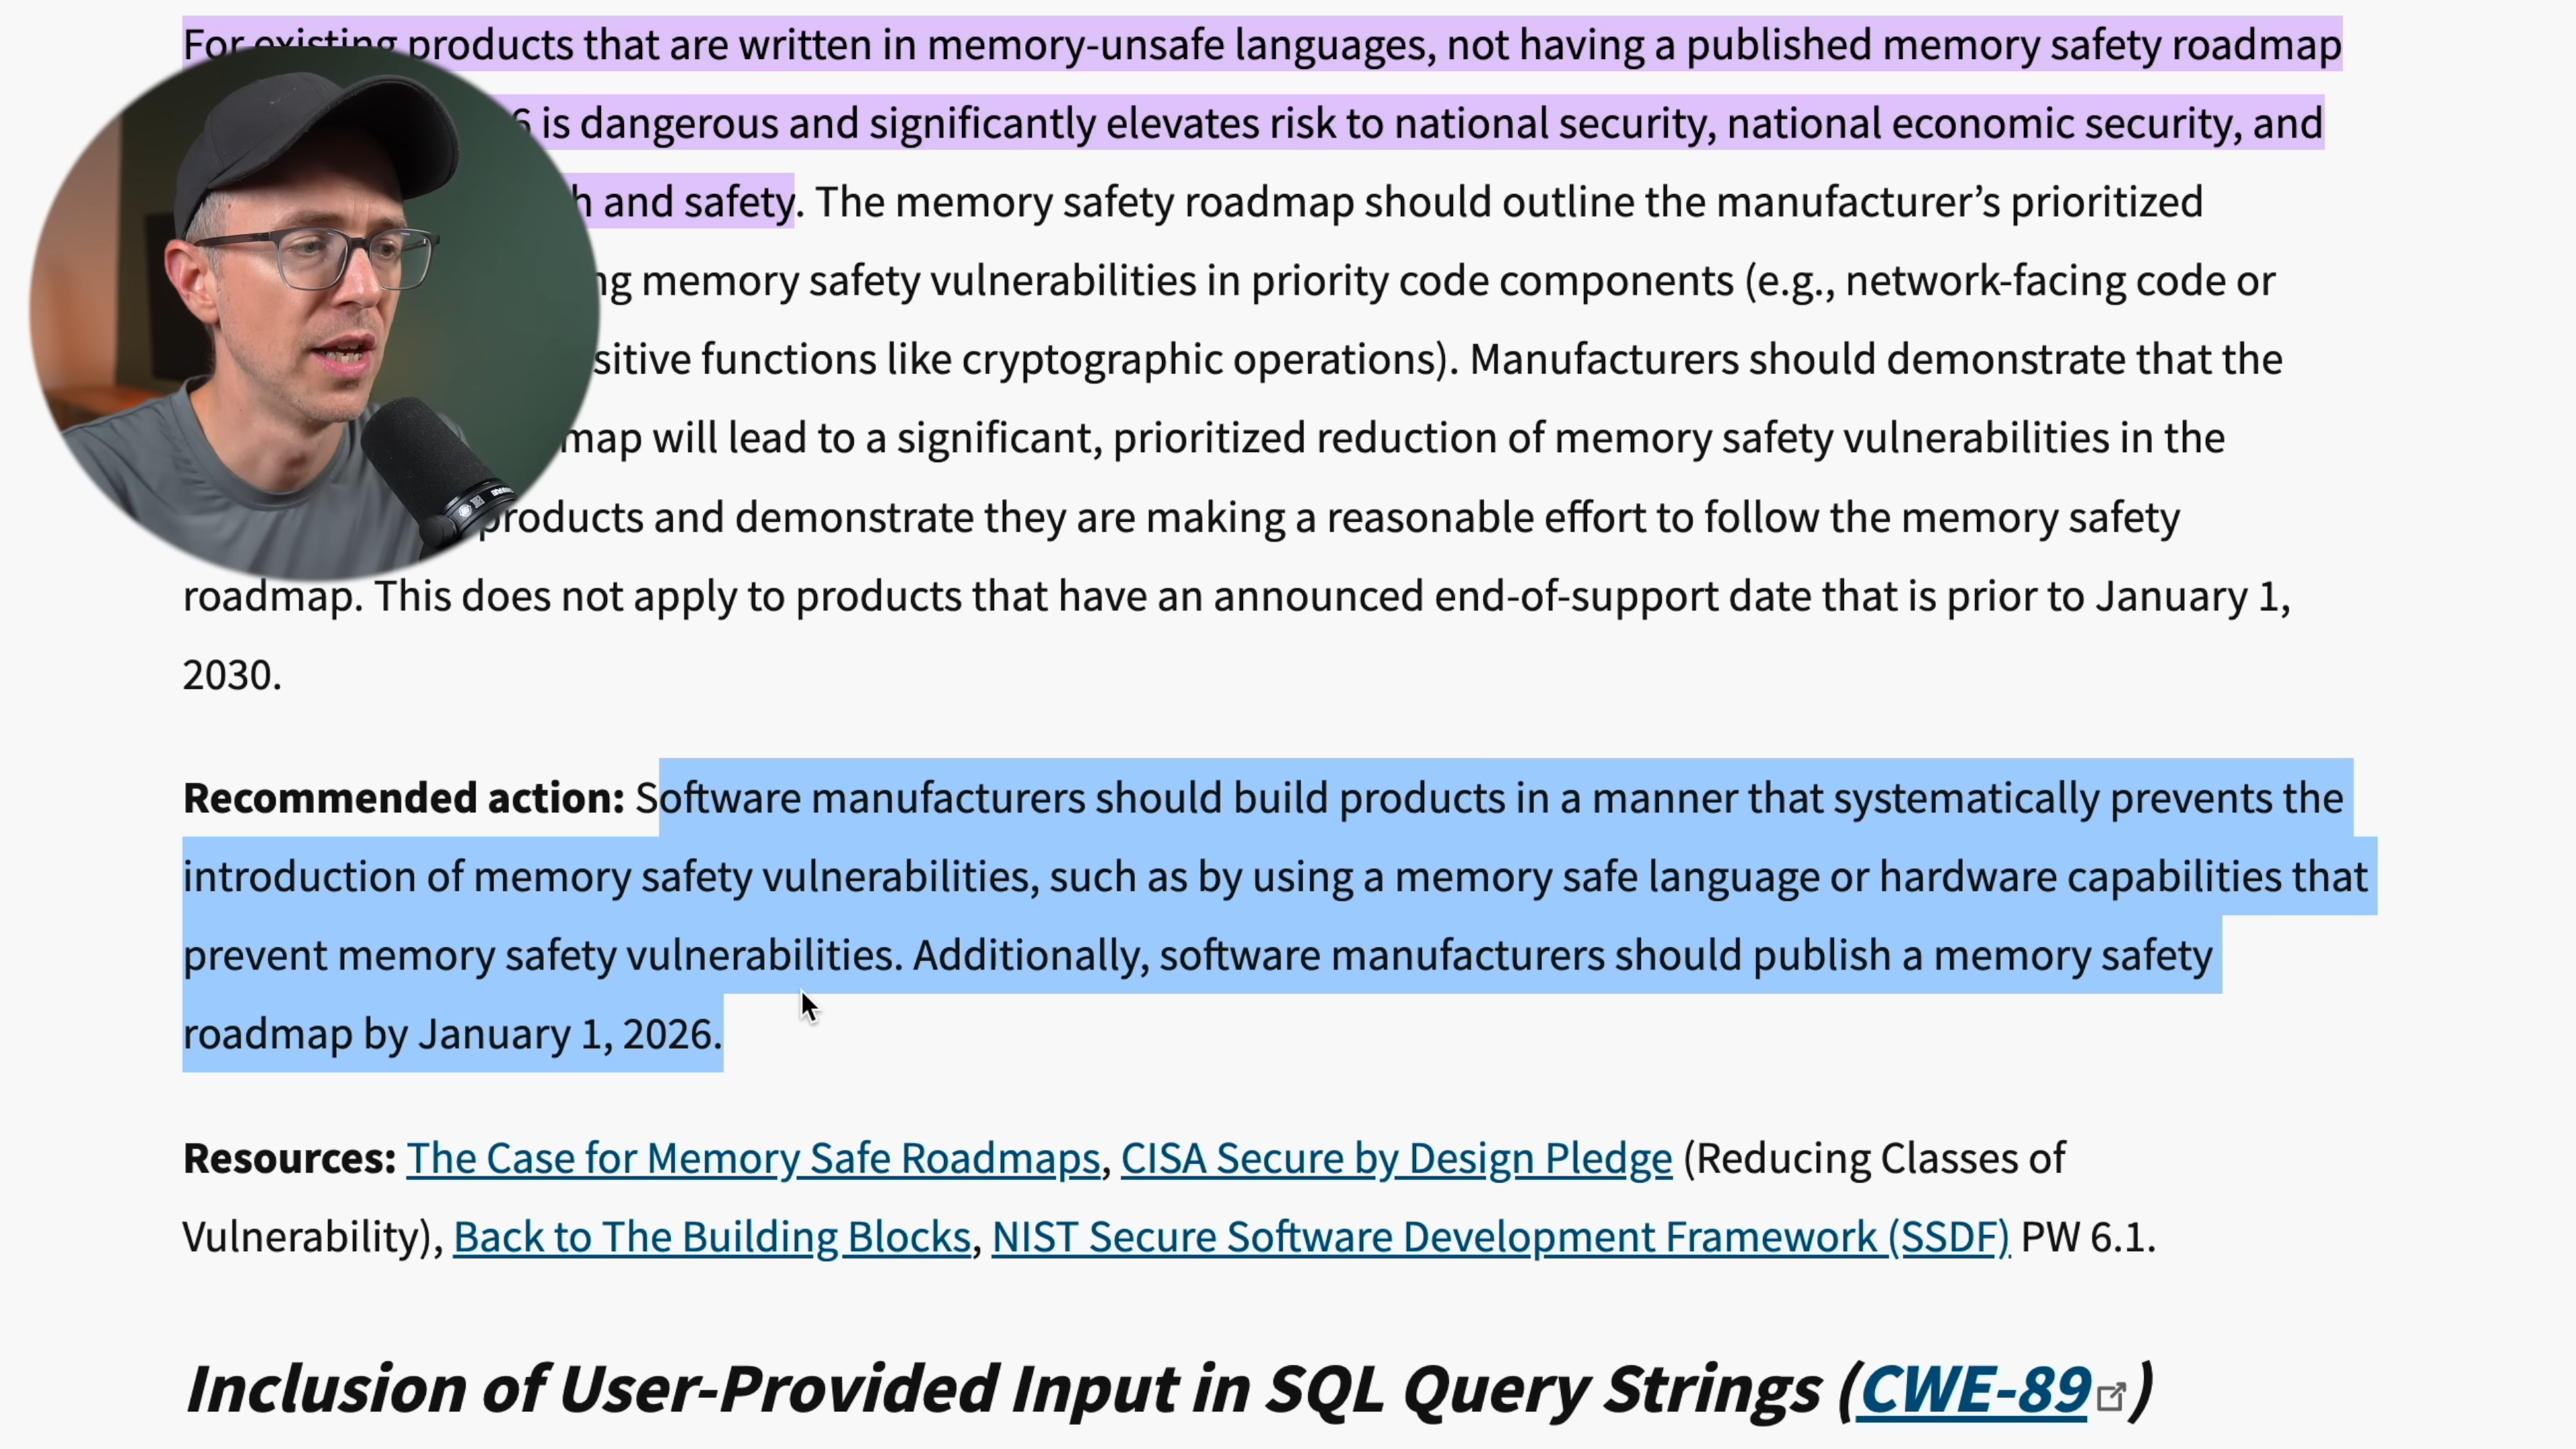 For existing products that are written in memory-unsafe languages, not having a published memory safety roadmap
is dangerous and significantly elevates risk to national security, national economic security, and
and safety. The memory safety roadmap should outline the manufacturer’s prioritized
memory safety vulnerabilities in priority code components (e.g., network-facing code or
functions like cryptographic operations). Manufacturers should demonstrate that the
will lead to a significant, prioritized reduction of memory safety vulnerabilities in the
products and demonstrate they are making a reasonable effort to follow the memory safety
roadmap. This does not apply to products that have an announced end-of-support date that is prior to January 1,
2030.
Recommended action: Software manufacturers should build products in a manner that systematically prevents the
introduction of memory safety vulnerabilities, such as by using a memory safe language or hardware capabilities that
prevent memory safety vulnerabilities. Additionally, software manufacturers should publish a memory safety
roadmap by January 1, 2026.
Resources: The Case for Memory Safe Roadmaps, CISA Secure by Design Pledge (Reducing Classes of
Vulnerability), Back to The Building Blocks, NIST Secure Software Development Framework (SSDF) PW 6.1.
Inclusion of User-Provided Input in SQL Query Strings (CWE-89)